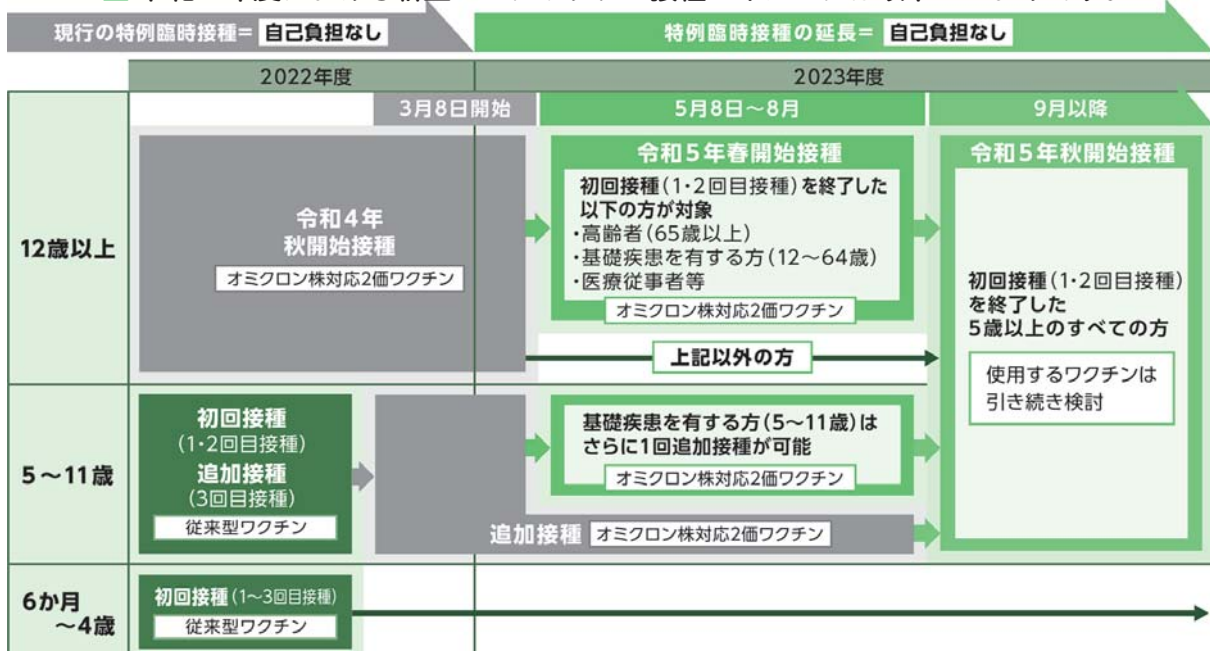 現行の特例臨時接種= 自己負担なし
特例臨時接種の延長= 自己負担なし
2022年度
2023年度
3月8日開始
5月8日～8月
9月以降
12歳以上
令和4年
秋開始接種
オミクロン株対応2価ワクチン
令和5年春開始接種
初回接種(1・2回目接種)を終了した
以下の方が対象
・高齢者(65歳以上)
・基礎疾患を有する方(12～64歳)
・医療従事者等
オミクロン株対応2価ワクチン
上記以外の方
令和5年秋開始接種
初回接種(1・2回目接種)
を終了した
5歳以上のすべての方
使用するワクチンは
引き続き検討
5～11歳
初回接種
(1・2回目接種)
追加接種
(3回目接種)
従来型ワクチン
基礎疾患を有する方(5～11歳)は
さらに1回追加接種が可能
オミクロン株対応2価ワクチン
追加接種 オミクロン株対応2価ワクチン
6か月
～4歳
初回接種(1～3回目接種)
従来型ワクチン